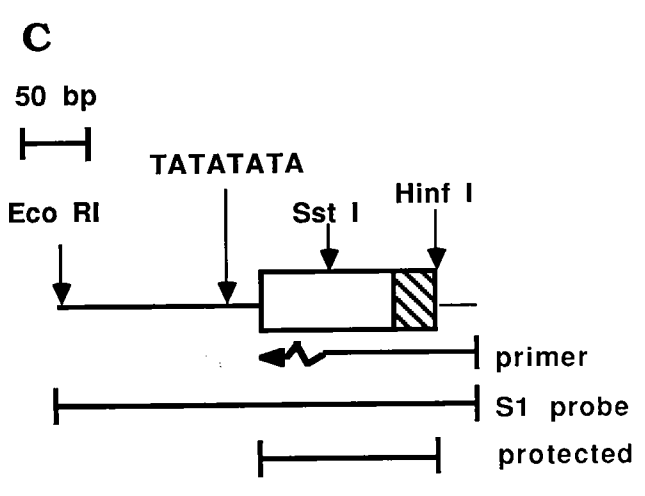 C
50 bp
TATATATA
Hinf I
Eco RI
Sst I
primer
S1 probe
protected